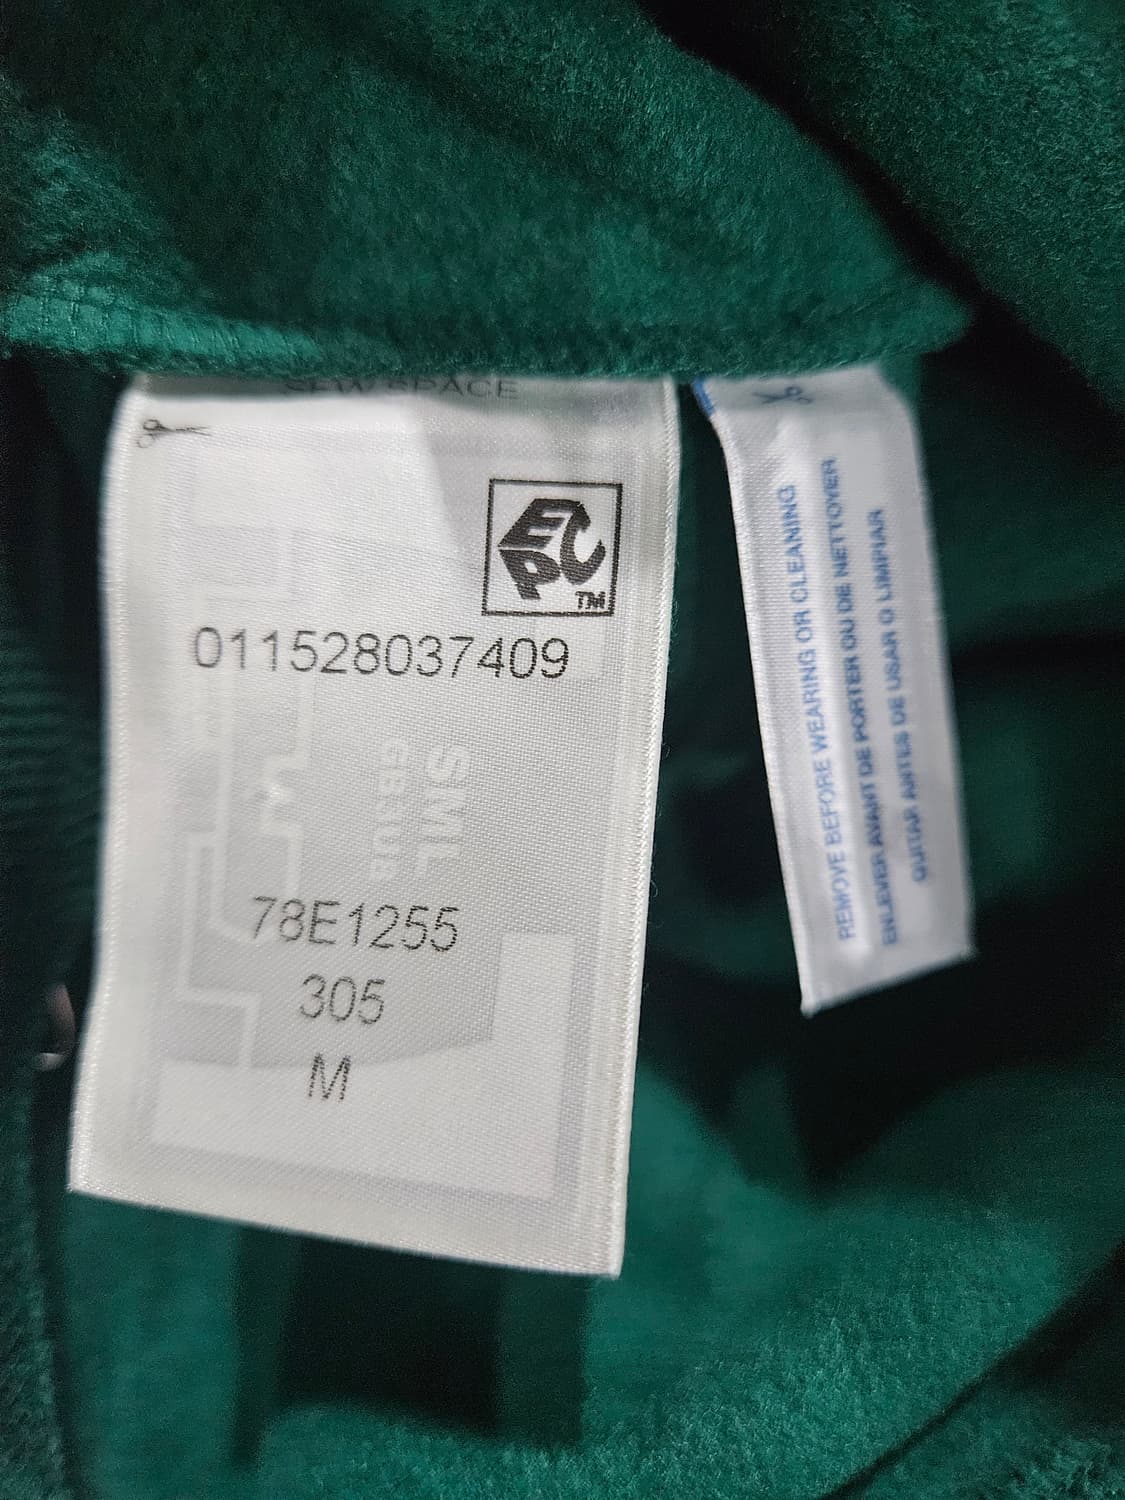 SEW SPACE
EPC
TM
011528037409
SML
GROUP
78E1255
305
M
REMOVE BEFORE WEARING OR CLEANING
ENLEVER AVANT DE PORTER OU DE NETTOYER
QUITAR ANTES DE USAR O LIMPIAR